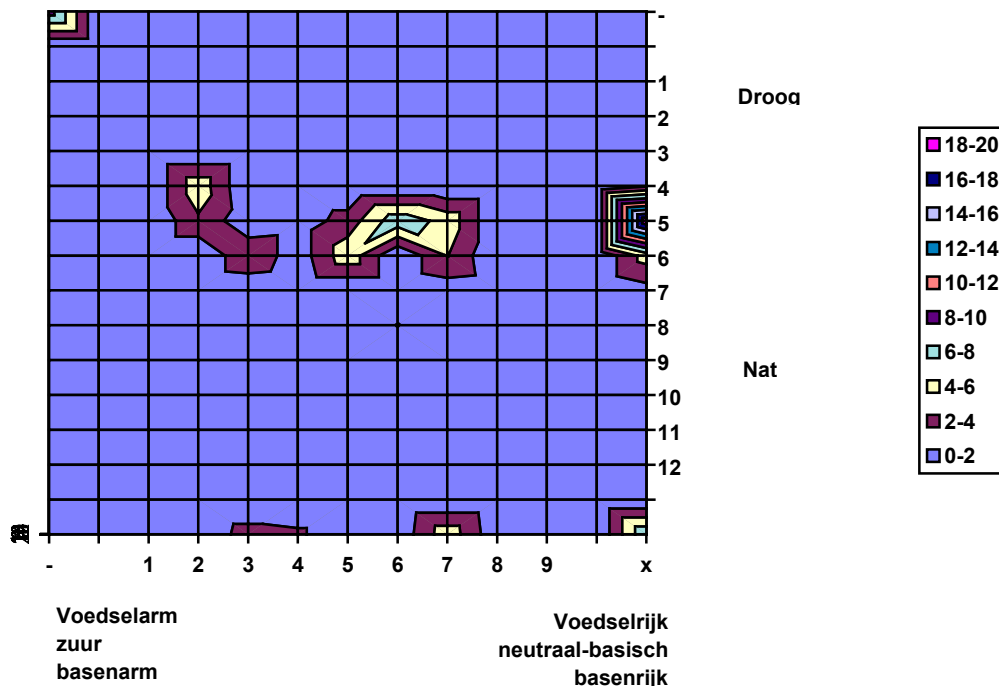 -
1
2
Droog
3
4
5
6
7
8
Nat
9
10
11
12
18-20
16-18
14-16
12-14
10-12
8-10
6-8
4-6
2-4
0-2
- 1 2 3 4 5 6 7 8 9 x
Voedselarm
zuur
basenarm
Voedselrijk
neutraal-basisch
basenrijk